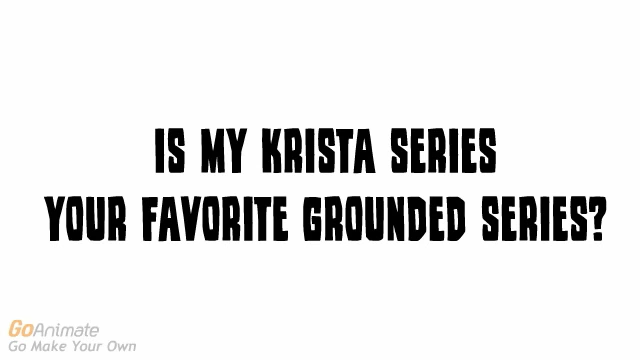 IS MY KRISTA SERIES
YOUR FAVORITE GROUNDED SERIES?
GoAnimate
Go Make Your Own